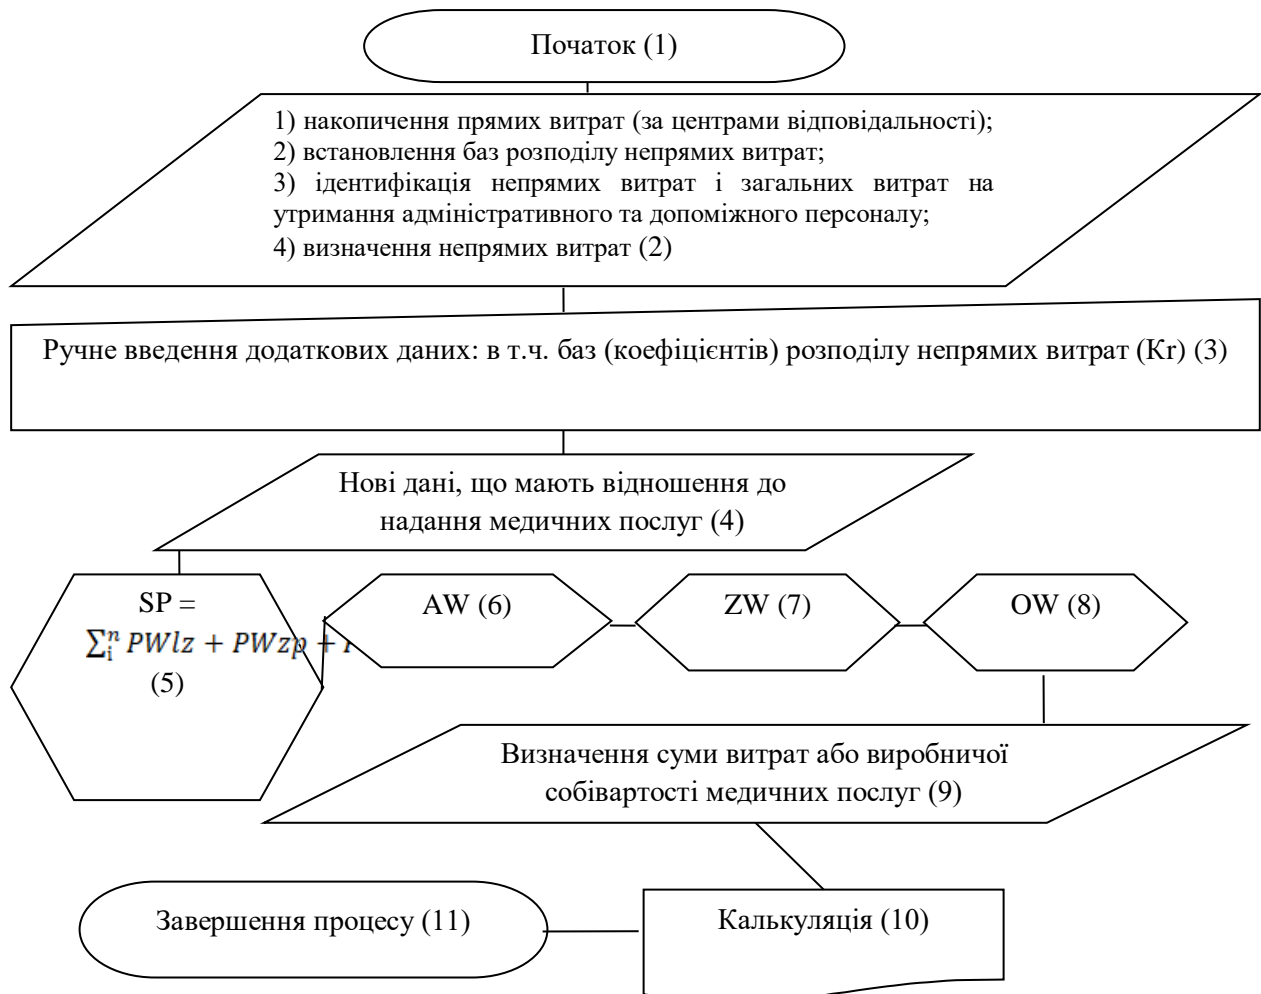 Початок (1)
1) накопичення прямих витрат (за центрами відповідальності);
2) встановлення баз розподілу непрямих витрат;
3) ідентифікація непрямих витрат і загальних витрат на
утримання адміністративного та допоміжного персоналу;
4) визначення непрямих витрат (2)
Ручне введення додаткових даних: в т.ч. баз (коефіцієнтів) розподілу непрямих витрат (Kr) (3)
Нові дані, що мають відношення до
надання медичних послуг (4)
SP =
∑ⁿᵢ PWlz + PWzp +
(5)
AW (6)
ZW (7)
OW (8)
Визначення суми витрат або виробничої
собівартості медичних послуг (9)
Завершення процесу (11)
Калькуляція (10)